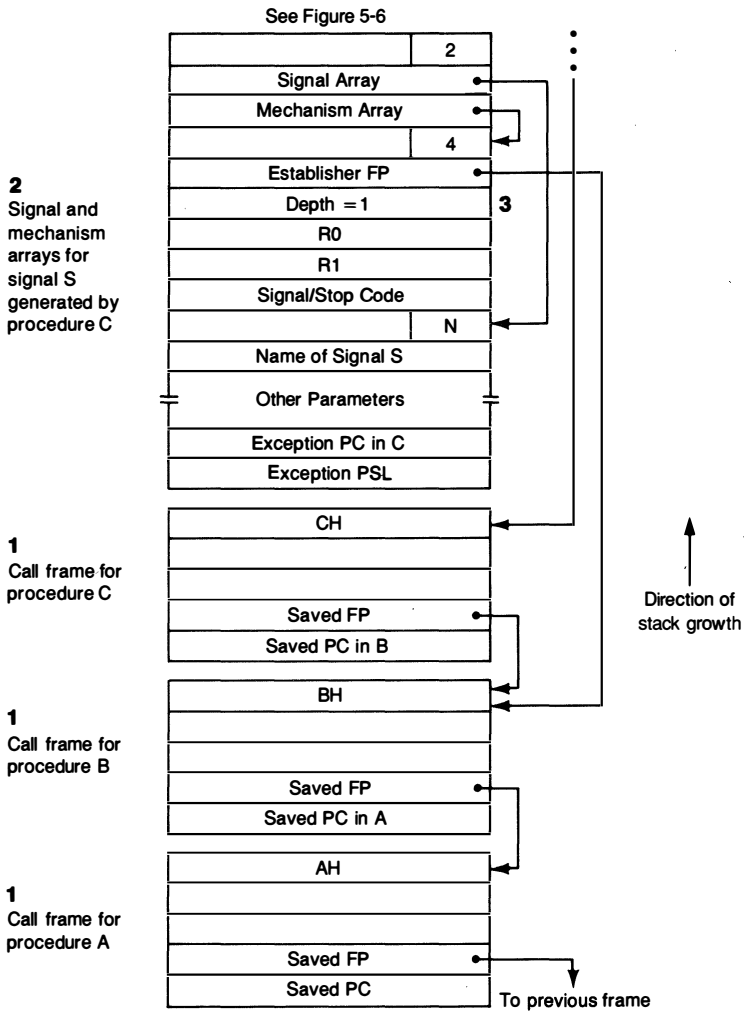 See Figure 5-6
2
Signal Array
Mechanism Array
4
Establisher FP
Depth = 1
3
R0
R1
Signal/Stop Code
N
Name of Signal S
Other Parameters
Exception PC in C
Exception PSL
2
Signal and
mechanism
arrays for
signal S
generated by
procedure C
CH
Saved FP
Saved PC in B
1
Call frame for
procedure C
Direction of
stack growth
BH
Saved FP
Saved PC in A
1
Call frame for
procedure B
AH
Saved FP
Saved PC
1
Call frame for
procedure A
To previous frame